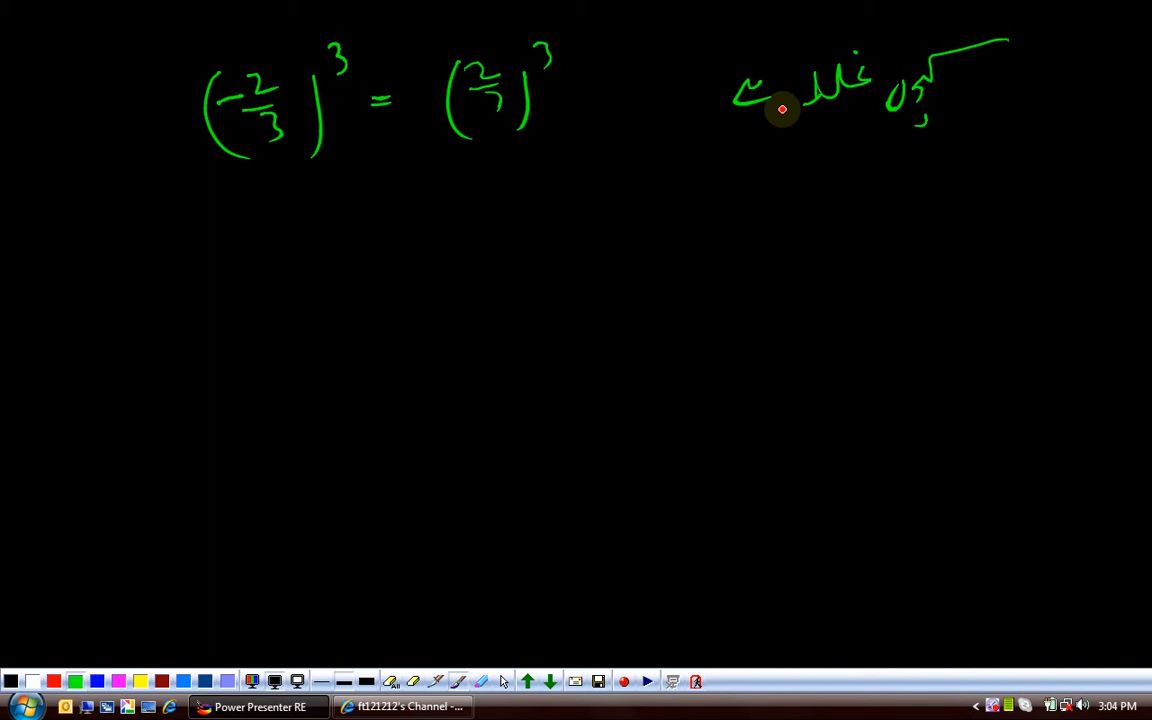 (-2/3)^3 = (2/3)^3 کیوں غلط ہے
Power Presenter RE
ft121212's Channel -...
3:04 PM